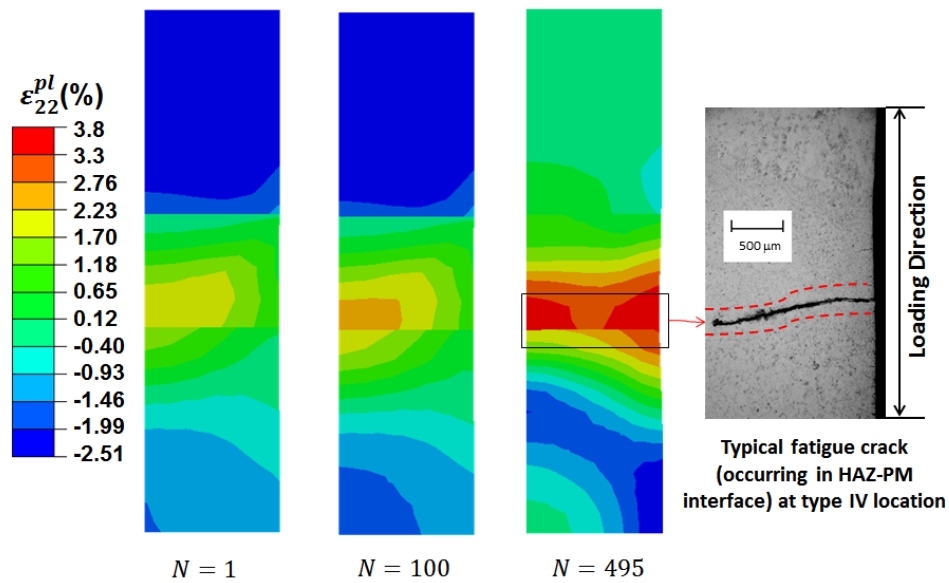 ε₂₂ᵖˡ(%)
3.8
3.3
2.76
2.23
1.70
1.18
0.65
0.12
-0.40
-0.93
-1.46
-1.99
-2.51
N = 1
N = 100
N = 495
500 μm
Loading Direction
Typical fatigue crack
(occurring in HAZ-PM
interface) at type IV location